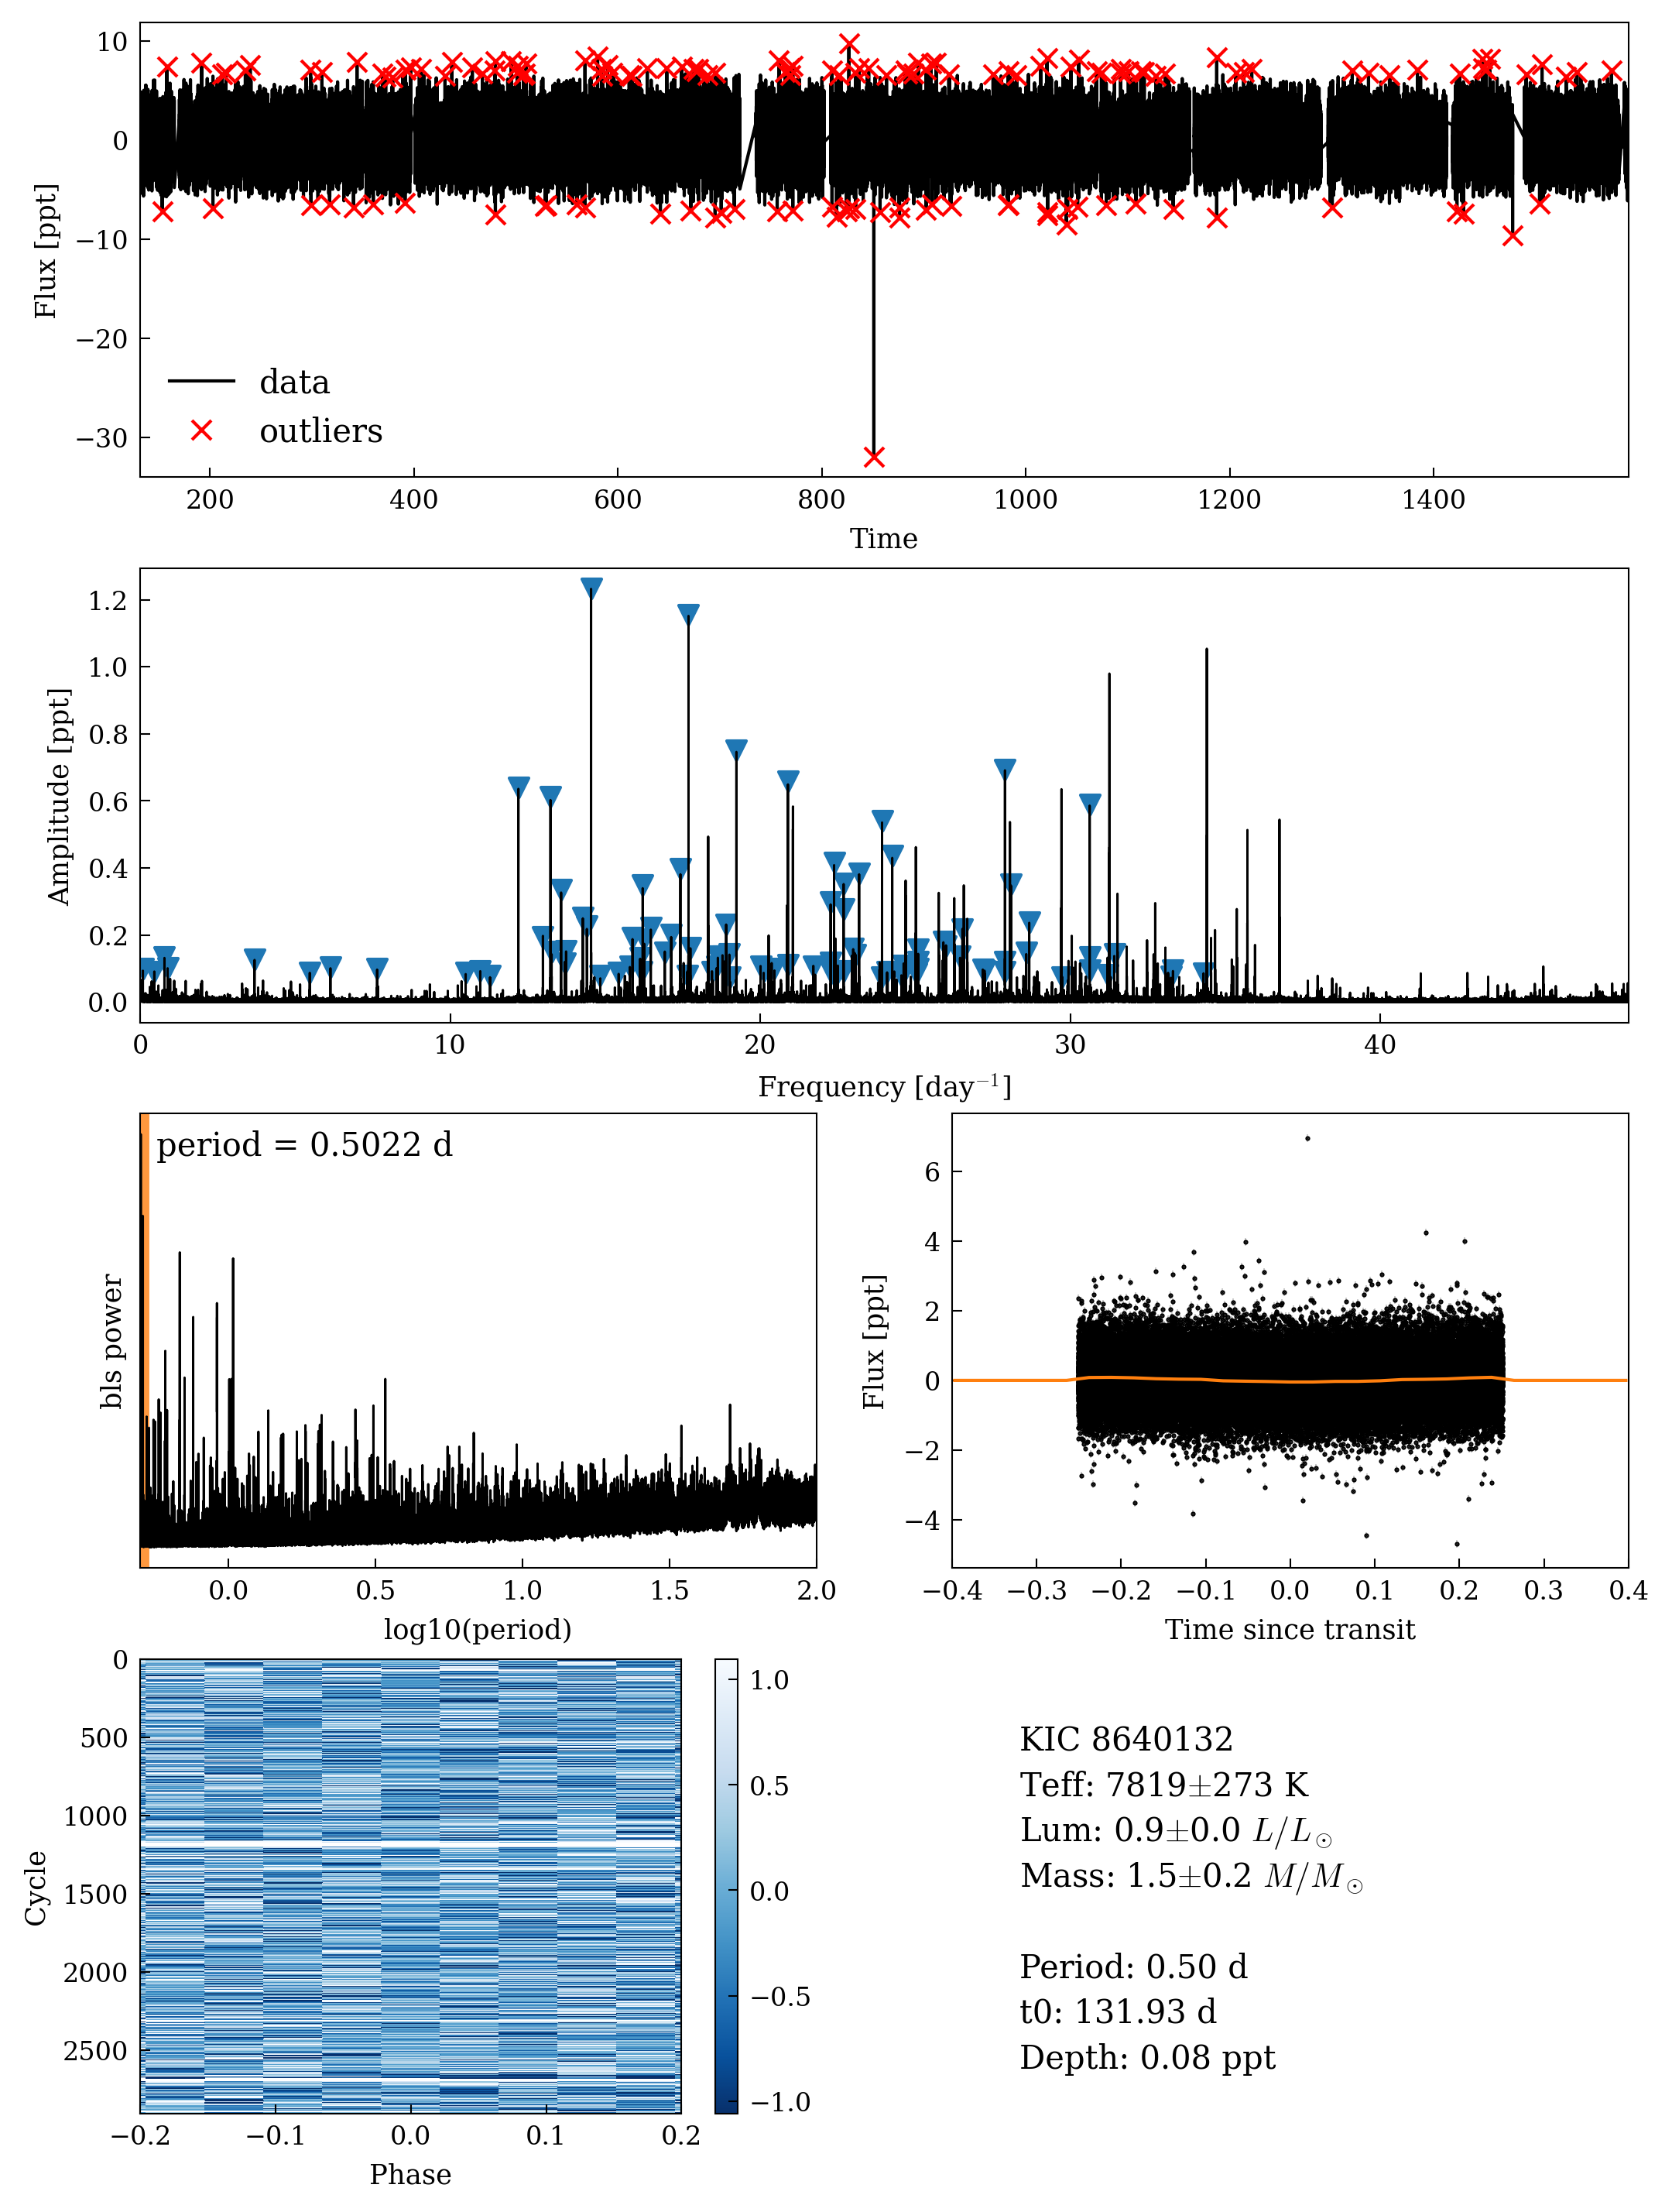 10
0
−10
−20
−30
Flux [ppt]
data
outliers
200 400 600 800 1000 1200 1400
Time
1.2
1.0
0.8
0.6
0.4
0.2
0.0
Amplitude [ppt]
0 10 20 30 40
Frequency [day⁻¹]
period = 0.5022 d
bls power
0.0 0.5 1.0 1.5 2.0
log10(period)
6
4
2
0
−2
−4
Flux [ppt]
−0.4 −0.3 −0.2 −0.1 0.0 0.1 0.2 0.3 0.4
Time since transit
0
500
1000
1500
2000
2500
Cycle
−0.2 −0.1 0.0 0.1 0.2
Phase
1.0
0.5
0.0
−0.5
−1.0
KIC 8640132
Teff: 7819±273 K
Lum: 0.9±0.0 L/L☉
Mass: 1.5±0.2 M/M☉
Period: 0.50 d
t0: 131.93 d
Depth: 0.08 ppt